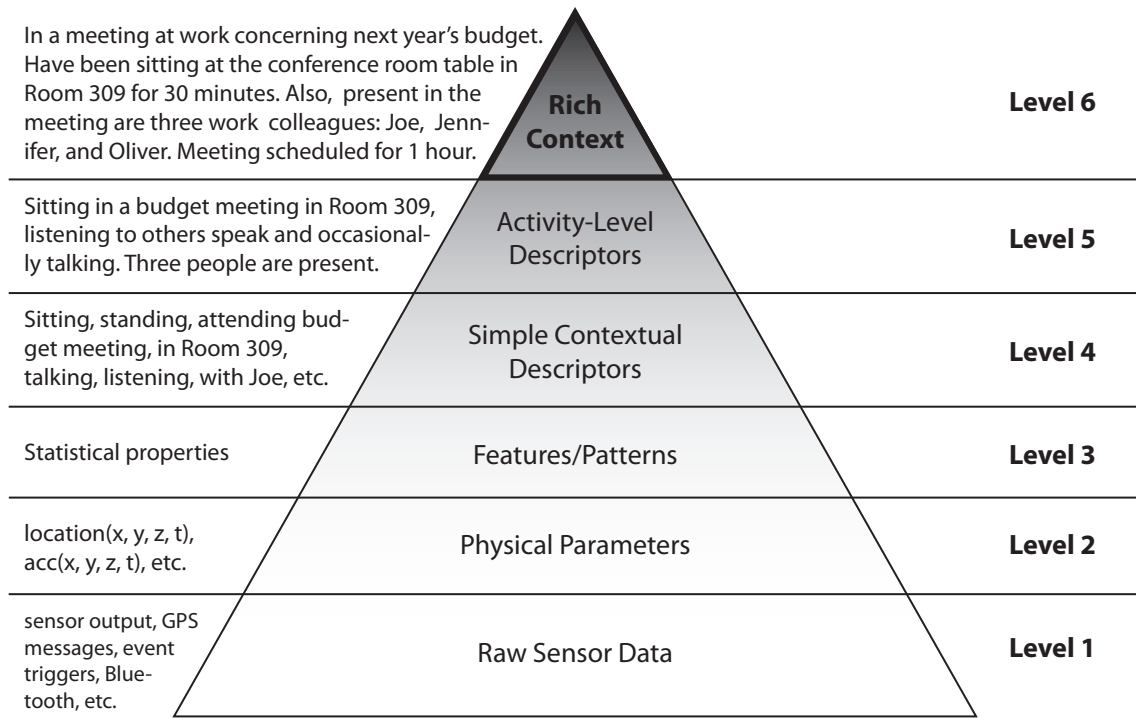 In a meeting at work concerning next year’s budget.
Have been sitting at the conference room table in
Room 309 for 30 minutes. Also, present in the
meeting are three work colleagues: Joe, Jenn-
ifer, and Oliver. Meeting scheduled for 1 hour.
Rich
Context
Level 6
Sitting in a budget meeting in Room 309,
listening to others speak and occasional-
ly talking. Three people are present.
Activity-Level
Descriptors
Level 5
Sitting, standing, attending bud-
get meeting, in Room 309,
talking, listening, with Joe, etc.
Simple Contextual
Descriptors
Level 4
Statistical properties
Features/Patterns
Level 3
location(x, y, z, t),
acc(x, y, z, t), etc.
Physical Parameters
Level 2
sensor output, GPS
messages, event
triggers, Blue-
tooth, etc.
Raw Sensor Data
Level 1